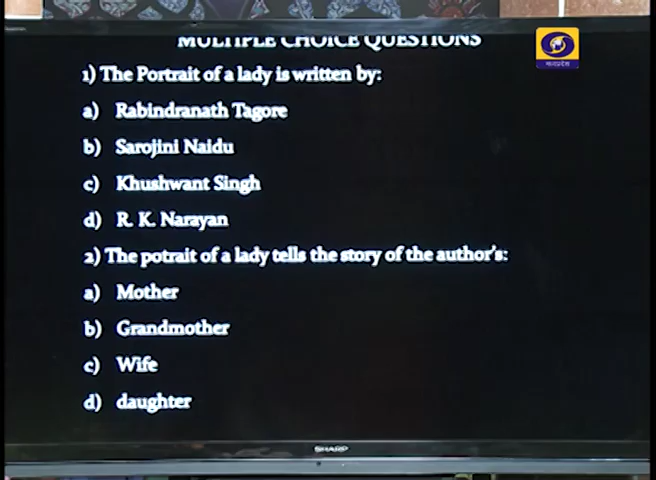 MULTIPLE CHOICE QUESTIONS
1) The Portrait of a lady is written by:
a) Rabindranath Tagore
b) Sarojini Naidu
c) Khushwant Singh
d) R. K. Narayan
2) The potrait of a lady tells the story of the author's:
a) Mother
b) Grandmother
c) Wife
d) daughter
SHARP